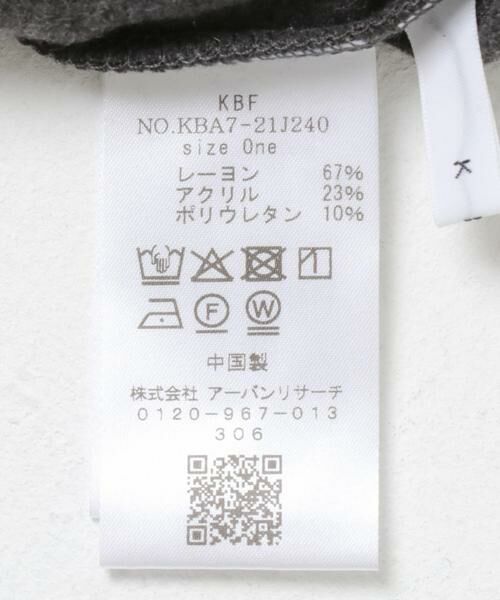 KBF
NO.KBA7-21J240
size One
レーヨン 67%
アクリル 23%
ポリウレタン 10%
F W
中国製
株式会社 アーバンリサーチ
0120-967-013
306
K